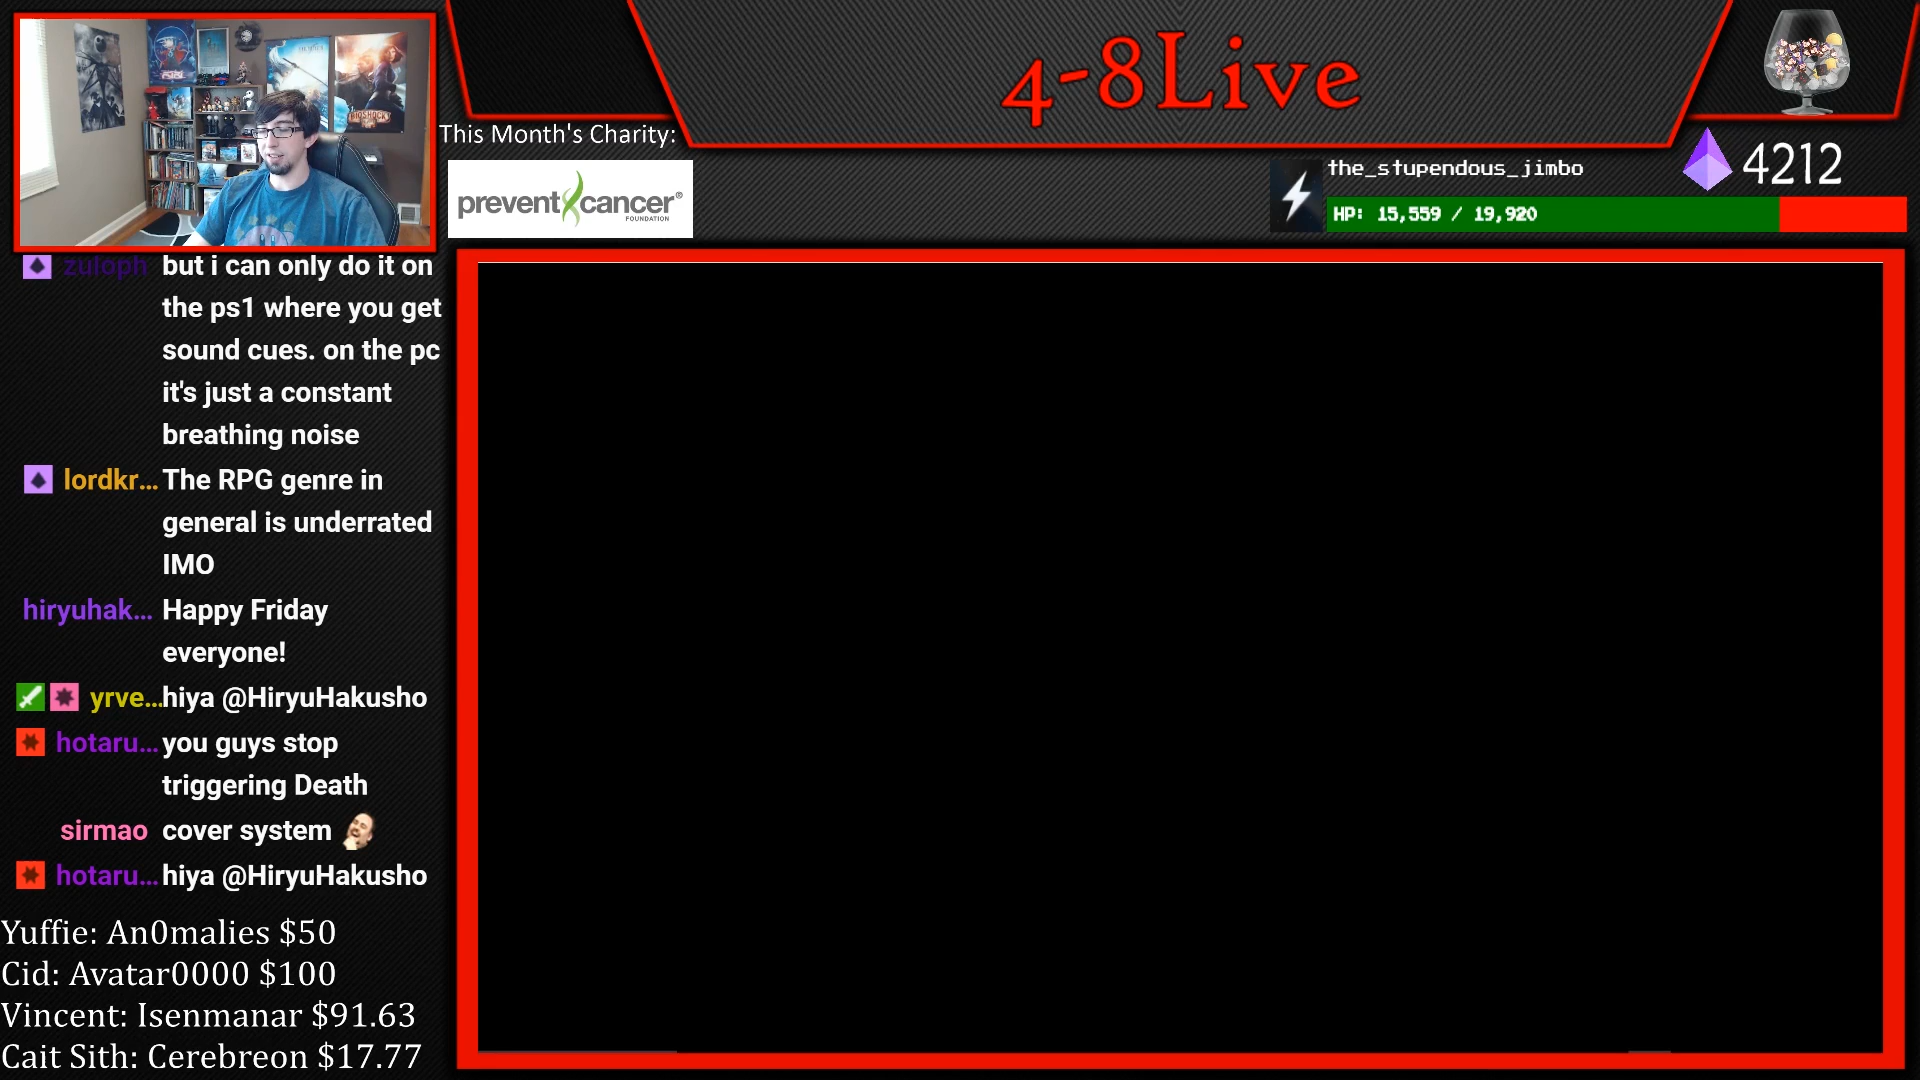 4-8Live
This Month's Charity:
prevent cancer®
FOUNDATION
the_stupendous_jimbo
HP: 15,559 / 19,920
4212
BIOSHOCK
zuloph but i can only do it on
the ps1 where you get
sound cues. on the pc
it's just a constant
breathing noise
lordkr... The RPG genre in
general is underrated
IMO
hiryuhak... Happy Friday
everyone!
yrve... hiya @HiryuHakusho
hotaru... you guys stop
triggering Death
sirmao cover system
hotaru... hiya @HiryuHakusho
Yuffie: An0malies $50
Cid: Avatar0000 $100
Vincent: Isenmanar $91.63
Cait Sith: Cerebreon $17.77